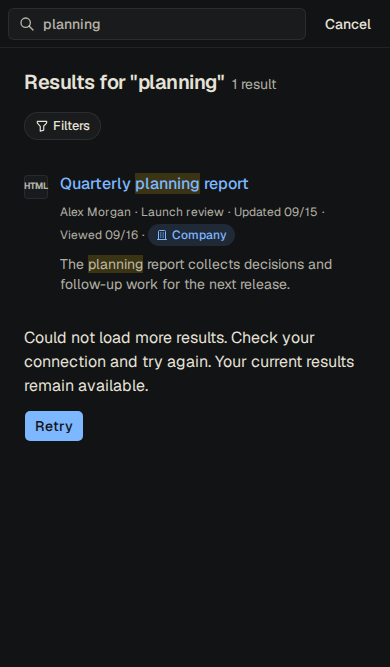 planning
Cancel
Results for "planning" 1 result
Filters
HTML
Quarterly planning report
Alex Morgan · Launch review · Updated 09/15 ·
Viewed 09/16 · Company
The planning report collects decisions and
follow-up work for the next release.
Could not load more results. Check your
connection and try again. Your current results
remain available.
Retry